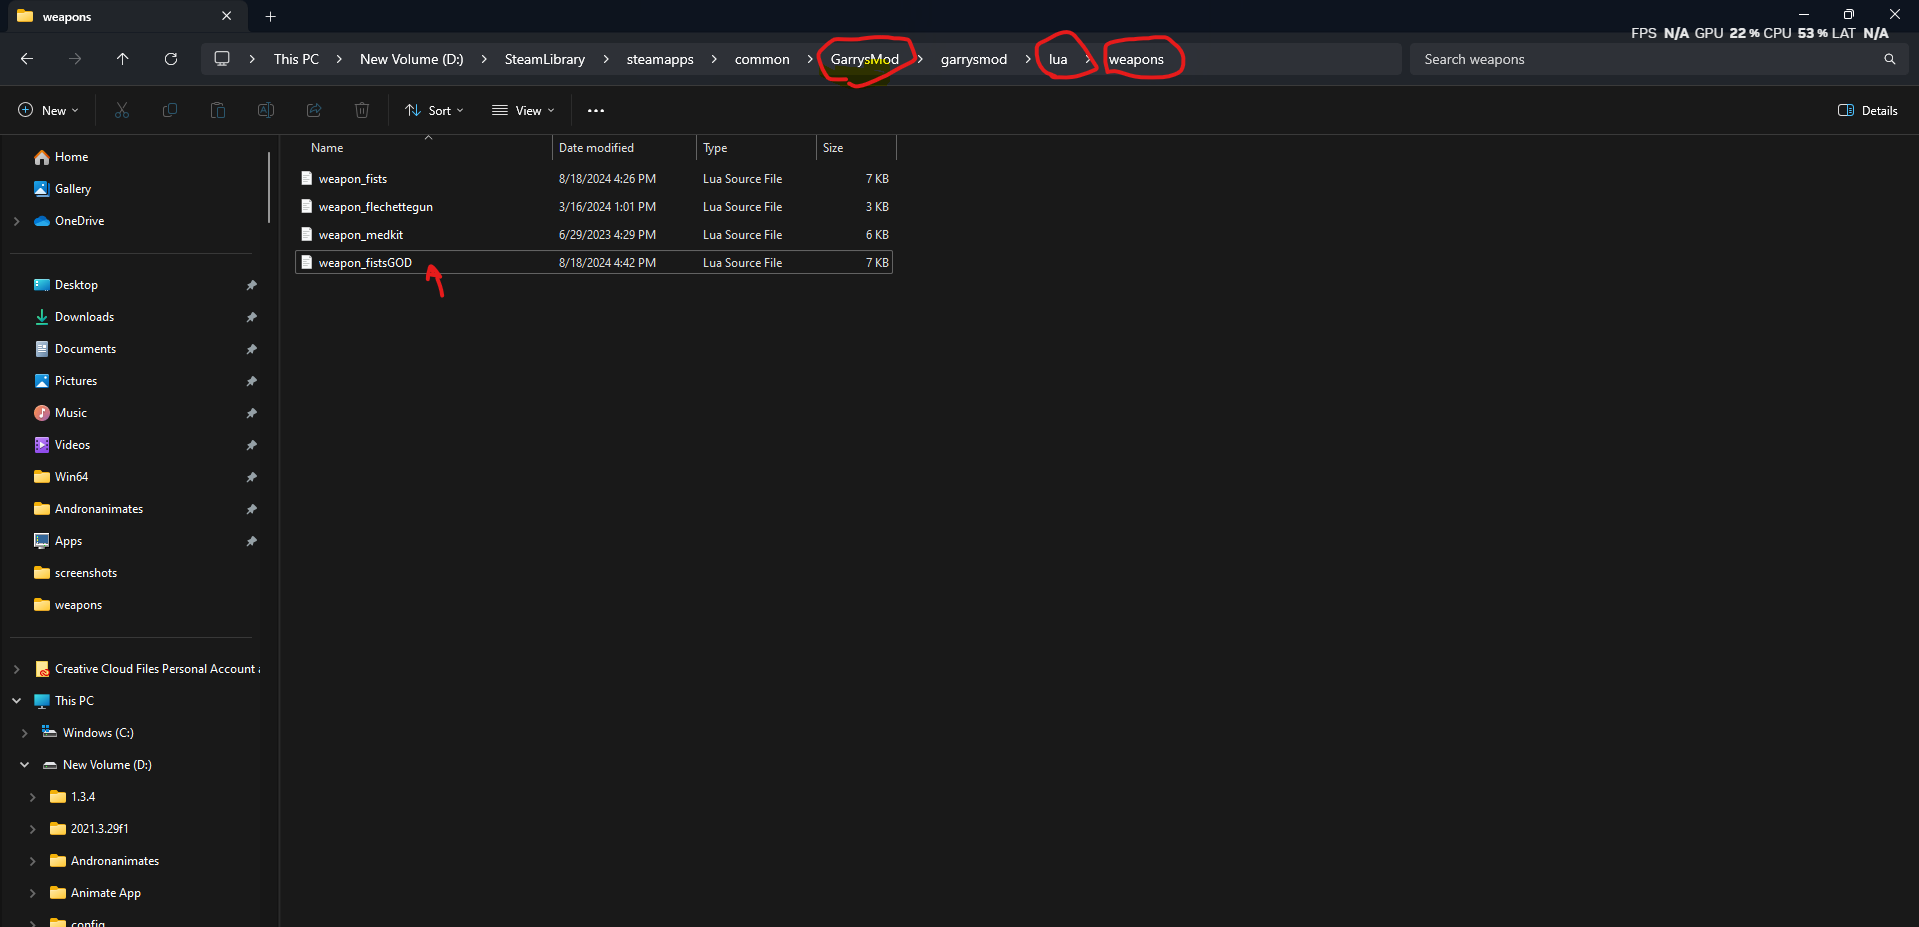 weapons
FPS N/A GPU 22 % CPU 53 % LAT N/A
This PC > New Volume (D:) > SteamLibrary > steamapps > common > GarrysMod > garrysmod > lua > weapons
Search weapons
New Sort View ... Details
Name Date modified Type Size
weapon_fists 8/18/2024 4:26 PM Lua Source File 7 KB
weapon_flechettegun 3/16/2024 1:01 PM Lua Source File 3 KB
weapon_medkit 6/29/2023 4:29 PM Lua Source File 6 KB
weapon_fistsGOD 8/18/2024 4:42 PM Lua Source File 7 KB
Home
Gallery
OneDrive
Desktop
Downloads
Documents
Pictures
Music
Videos
Win64
Andronanimates
Apps
screenshots
weapons
Creative Cloud Files Personal Account
This PC
Windows (C:)
New Volume (D:)
1.3.4
2021.3.29f1
Andronanimates
Animate App
config